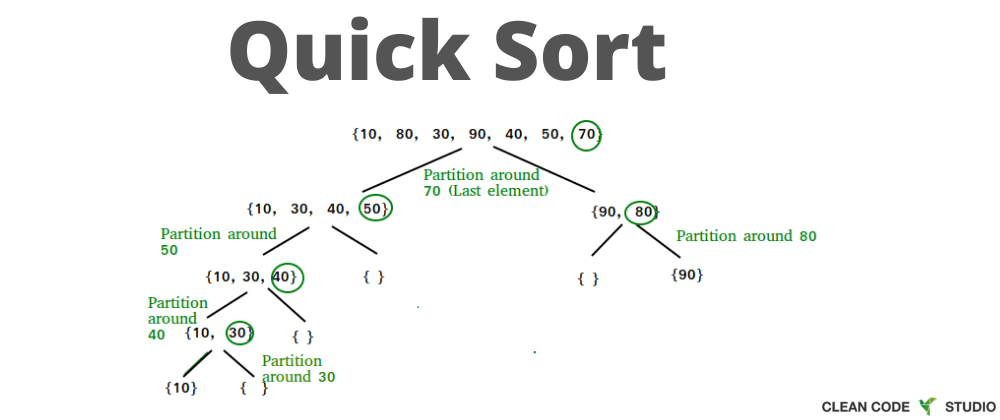 Quick Sort
{10, 80, 30, 90, 40, 50, 70}
Partition around
70 (Last element)
{10, 30, 40, 50}
{90, 80}
Partition around
50
Partition around 80
{10, 30, 40}
{ }
{ }
{90}
Partition
around
40
{10, 30}
{ }
Partition
around 30
{10}
{ }
CLEAN CODE STUDIO